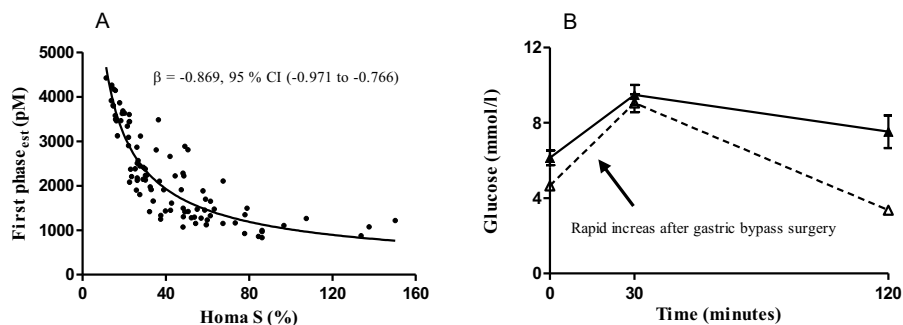 A
β = -0.869, 95 % CI (-0.971 to -0.766)
First phase est (pM)
5000
4000
3000
2000
1000
0
0 40 80 120 160
Homa S (%)
B
Glucose (mmol/l)
12
8
4
0
Rapid increas after gastric bypass surgery
0 30 120
Time (minutes)